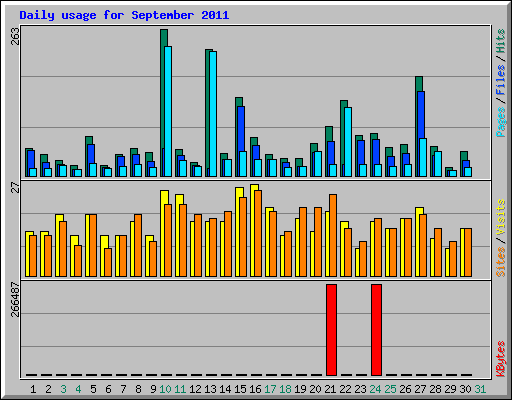 Daily usage for September 2011
263
Pages / Files / Hits
27
Sites / Visits
266487
KBytes
1 2 3 4 5 6 7 8 9 10 11 12 13 14 15 16 17 18 19 20 21 22 23 24 25 26 27 28 29 30 31